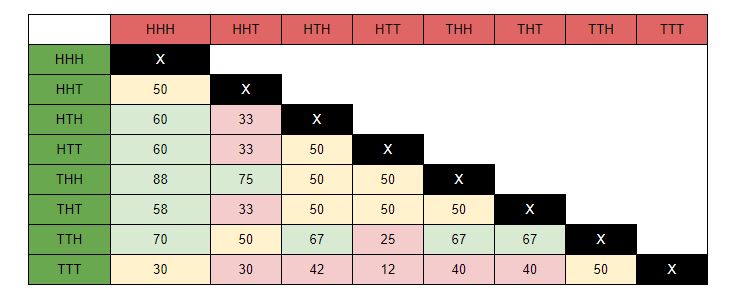 HHH HHT HTH HTT THH THT TTH TTT
HHH X
HHT 50 X
HTH 60 33 X
HTT 60 33 50 X
THH 88 75 50 50 X
THT 58 33 50 50 50 X
TTH 70 50 67 25 67 67 X
TTT 30 30 42 12 40 40 50 X